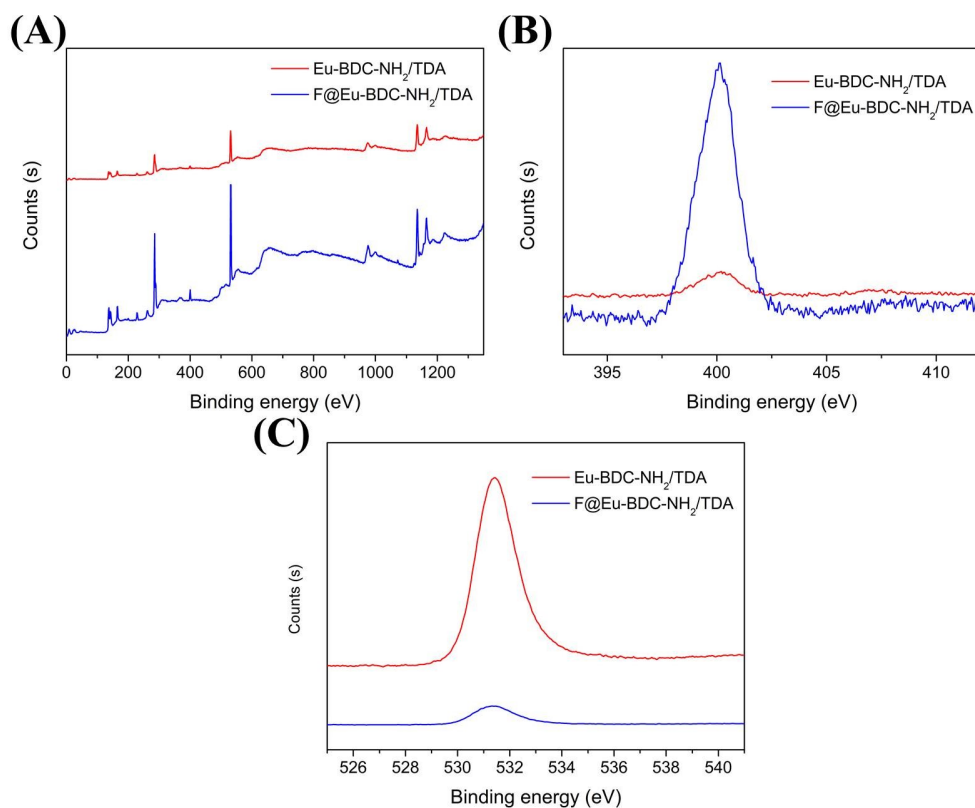 (A)
Eu-BDC-NH₂/TDA
F@Eu-BDC-NH₂/TDA
Counts (s)
0 200 400 600 800 1000 1200
Binding energy (eV)
(B)
Eu-BDC-NH₂/TDA
F@Eu-BDC-NH₂/TDA
Counts (s)
395 400 405 410
Binding energy (eV)
(C)
Eu-BDC-NH₂/TDA
F@Eu-BDC-NH₂/TDA
Counts (s)
526 528 530 532 534 536 538 540
Binding energy (eV)